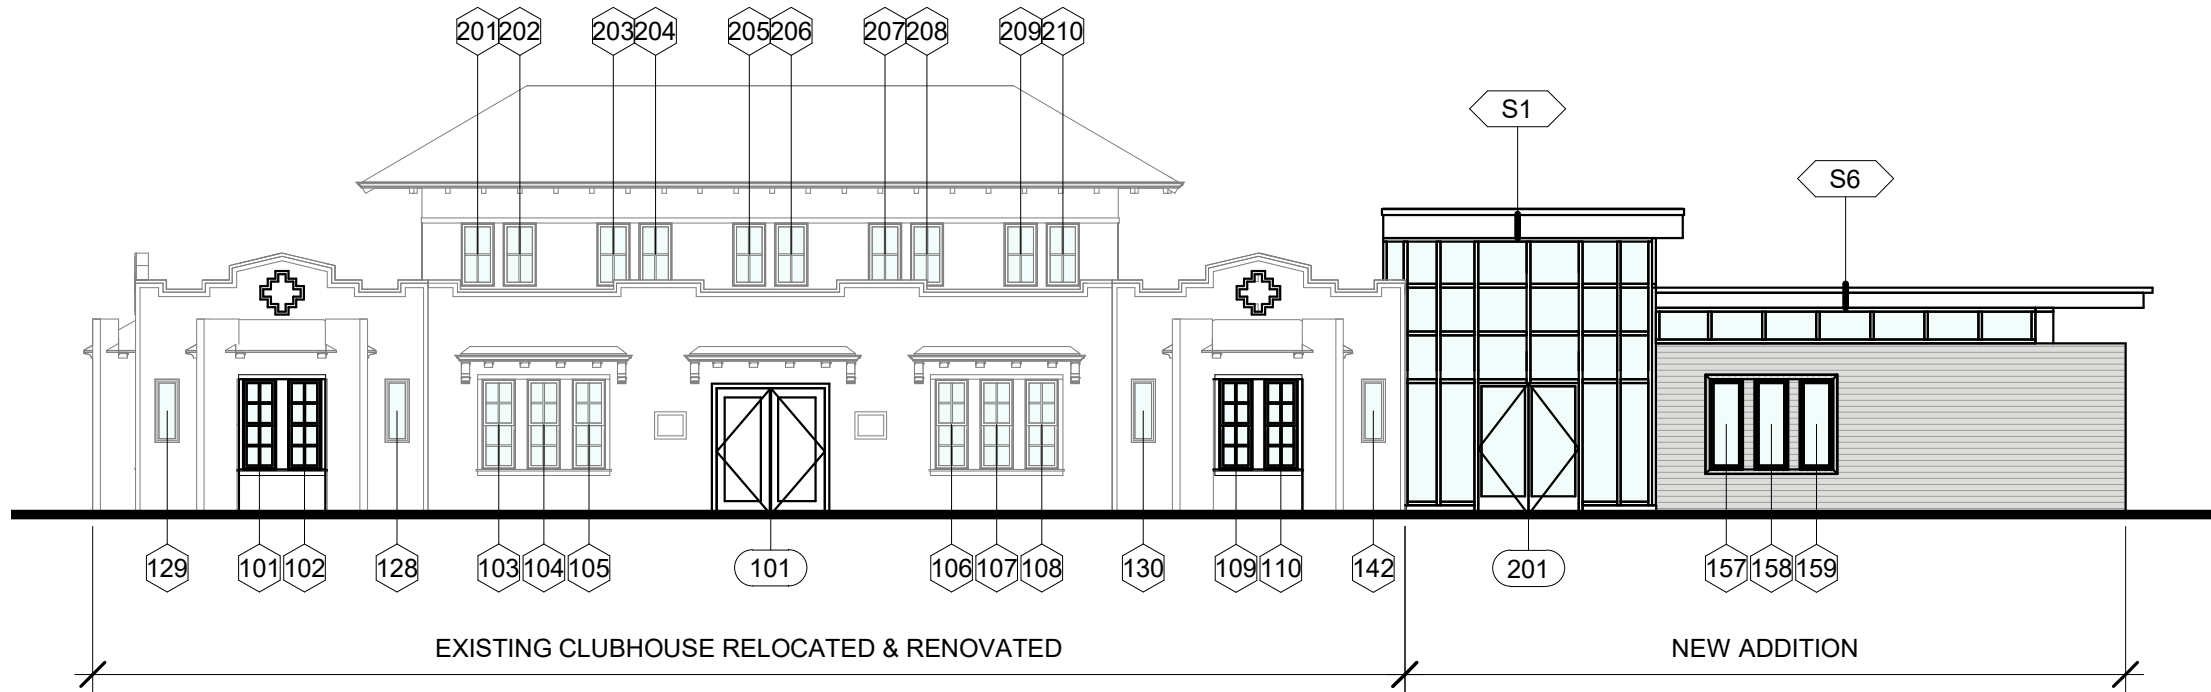 201 202 203 204 205 206 207 208 209 210
S1
S6
129 101 102 128 103 104 105 101 106 107 108 130 109 110 142 201 157 158 159
EXISTING CLUBHOUSE RELOCATED & RENOVATED NEW ADDITION